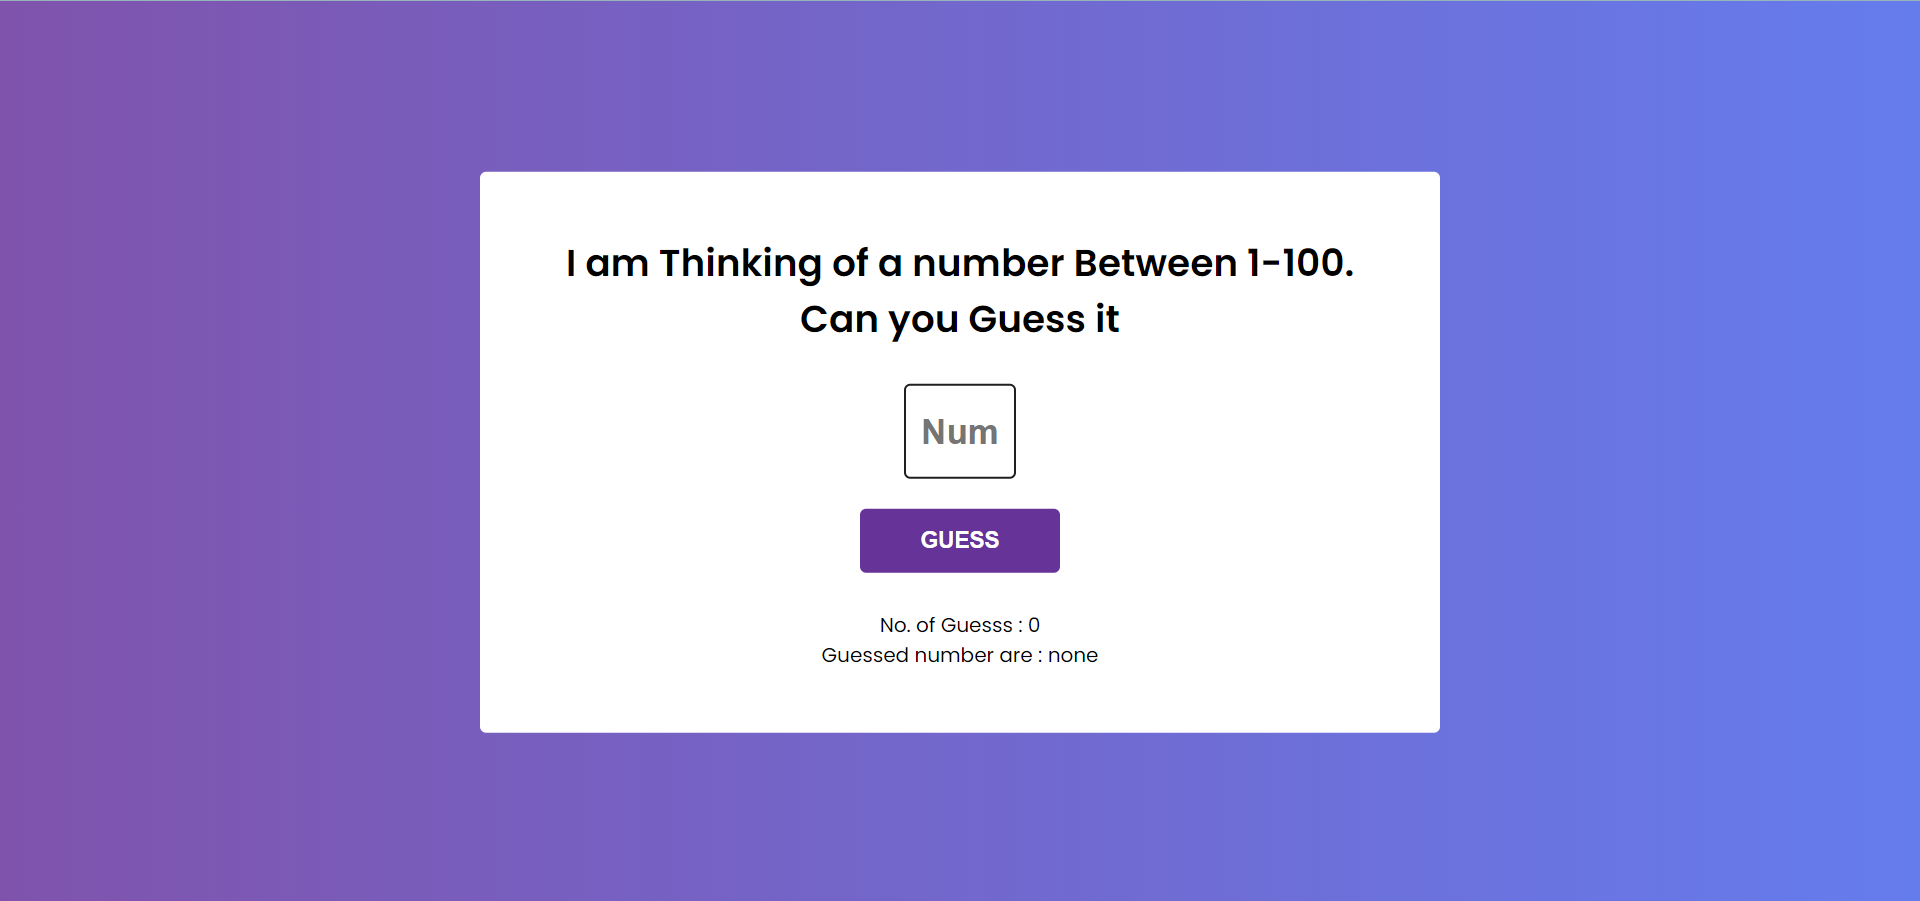 I am Thinking of a number Between 1-100.
Can you Guess it
Num
GUESS
No. of Guesss : 0
Guessed number are : none